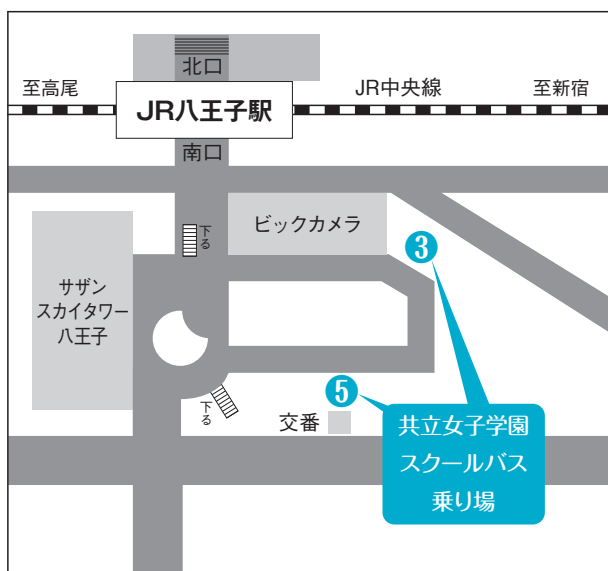 北口
至高尾
JR中央線
至新宿
JR八王子駅
南口
下る
ビックカメラ
3
サザン
スカイタワー
八王子
下る
5
交番
共立女子学園
スクールバス
乗り場